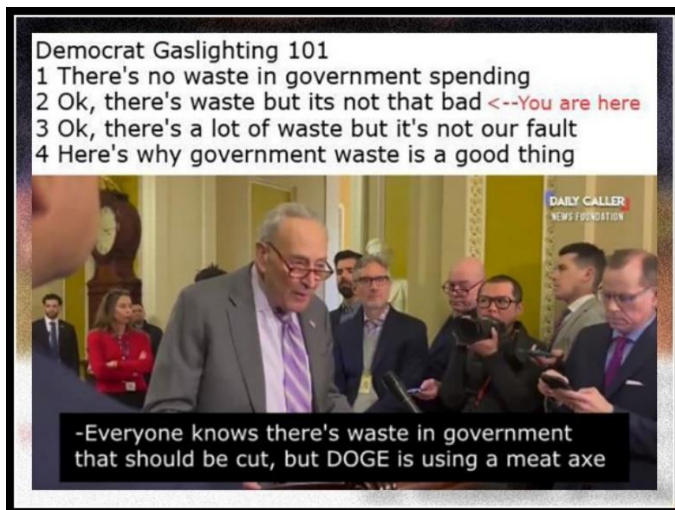 Democrat Gaslighting 101
1 There's no waste in government spending
2 Ok, there's waste but its not that bad <--You are here
3 Ok, there's a lot of waste but it's not our fault
4 Here's why government waste is a good thing
DAILY CALLER
NEWS FOUNDATION
-Everyone knows there's waste in government
that should be cut, but DOGE is using a meat axe